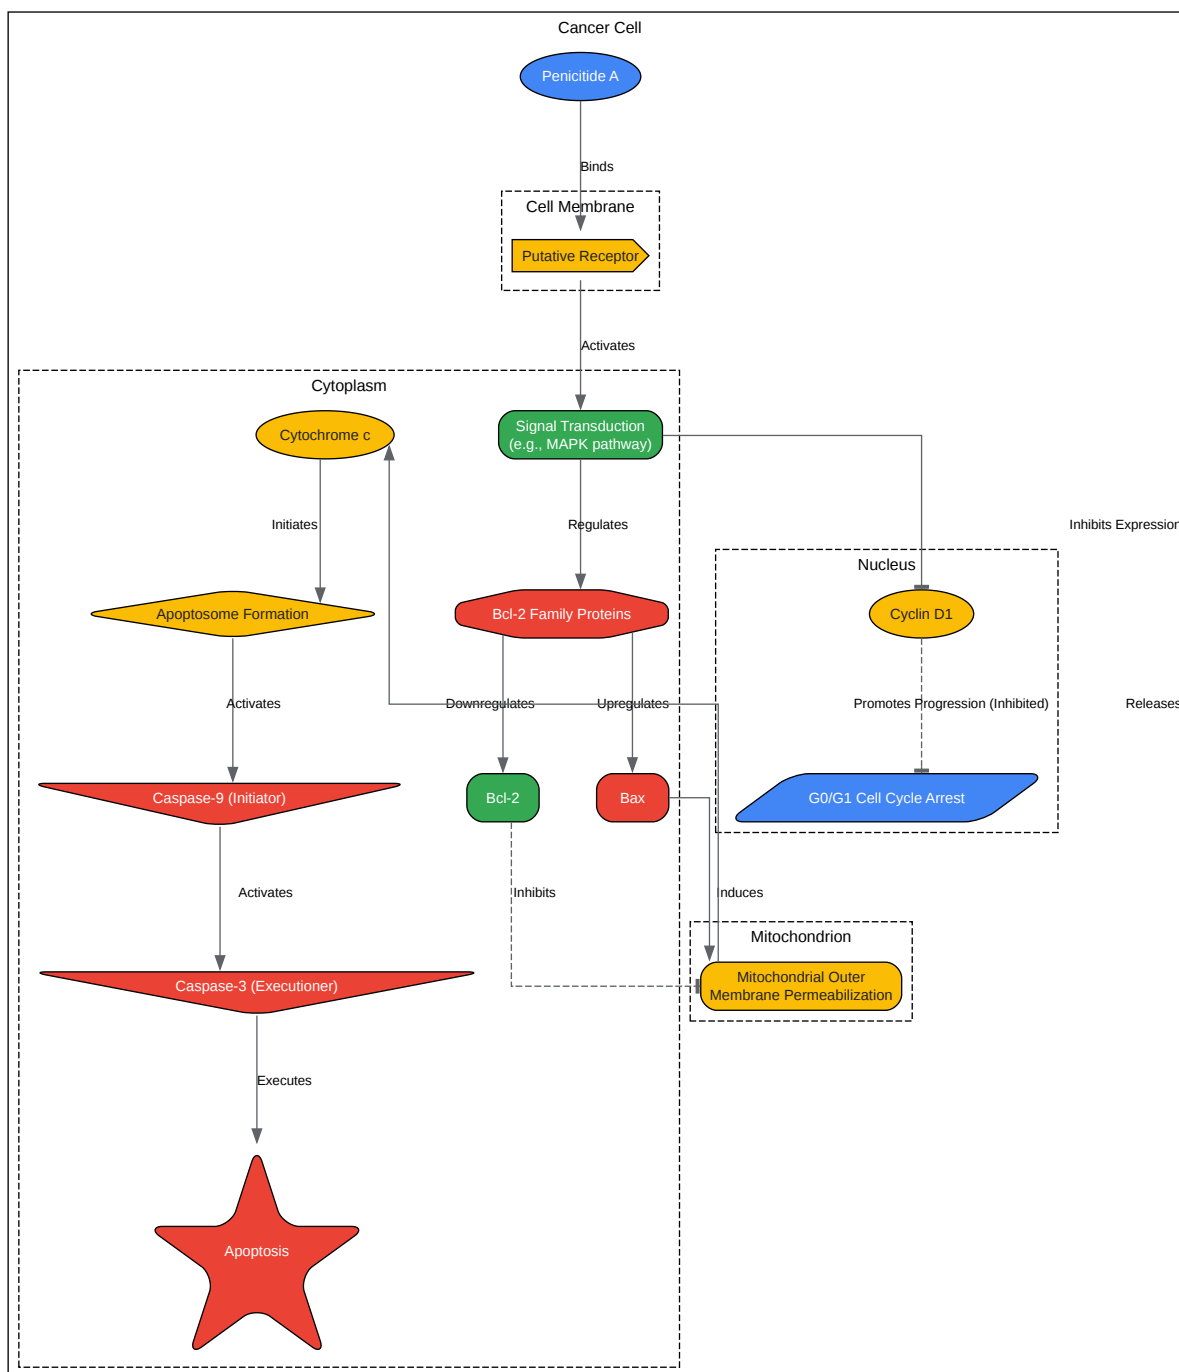 Cancer Cell
Penicitide A
Binds
Cell Membrane
Putative Receptor
Activates
Cytoplasm
Cytochrome c
Signal Transduction
(e.g., MAPK pathway)
Initiates
Regulates
Inhibits Expression
Nucleus
Apoptosome Formation
Bcl-2 Family Proteins
Cyclin D1
Activates
Downregulates
Upregulates
Promotes Progression (Inhibited)
Releases
Caspase-9 (Initiator)
Bcl-2
Bax
G0/G1 Cell Cycle Arrest
Activates
Inhibits
Induces
Mitochondrion
Caspase-3 (Executioner)
Mitochondrial Outer
Membrane Permeabilization
Executes
Apoptosis